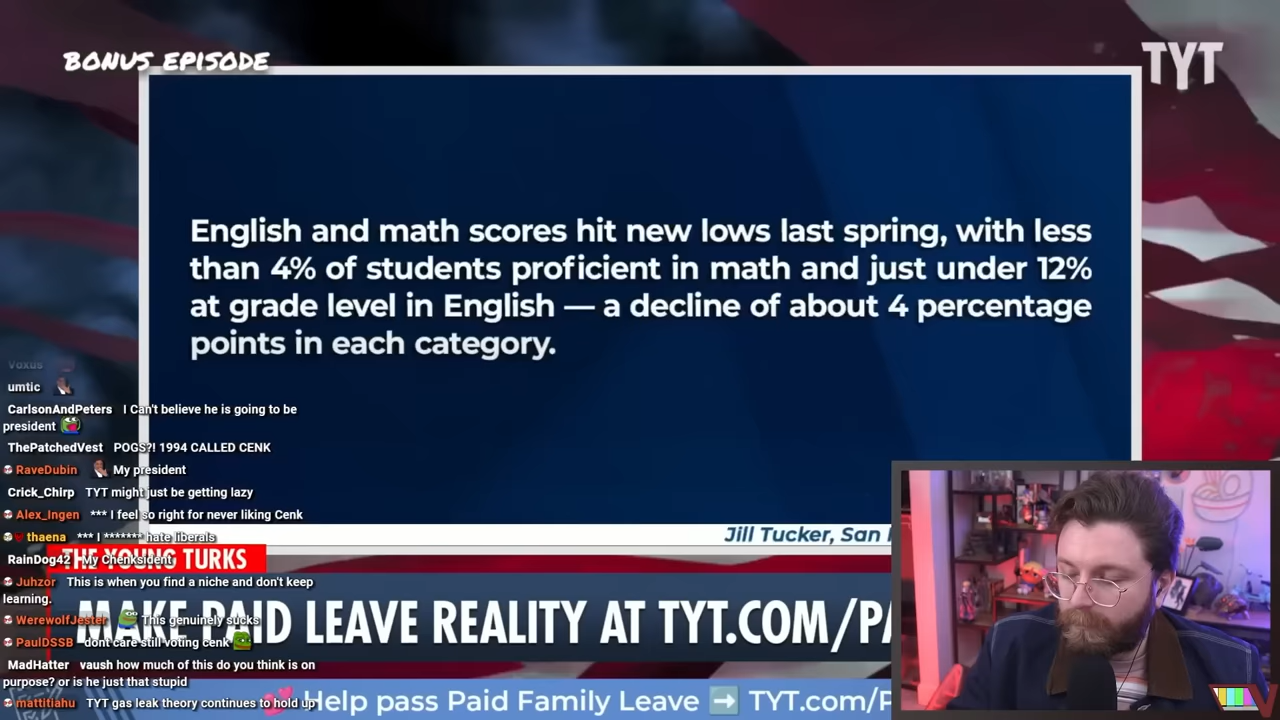 BONUS EPISODE
TYT
English and math scores hit new lows last spring, with less
than 4% of students proficient in math and just under 12%
at grade level in English — a decline of about 4 percentage
points in each category.
Jill Tucker, San
Voxus
umtic
CarlsonAndPeters I Can't believe he is going to be
president
ThePatchedVest POGS?! 1994 CALLED CENK
RaveDubin My president
Crick_Chirp TYT might just be getting lazy
Alex_Ingen *** I feel so right for never liking Cenk
thaena *** I ******* hate liberals
RainDog42 My Chenksident
Juhzor This is when you find a niche and don't keep
learning.
WerewolfJester This genuinely sucks
PaulDSSB dont care still voting cenk
MadHatter vaush how much of this do you think is on
purpose? or is he just that stupid
mattitiahu TYT gas leak theory continues to hold up
THE YOUNG TURKS
MAKE PAID LEAVE REALITY AT TYT.COM/PA
Help pass Paid Family Leave ➡ TYT.com/P